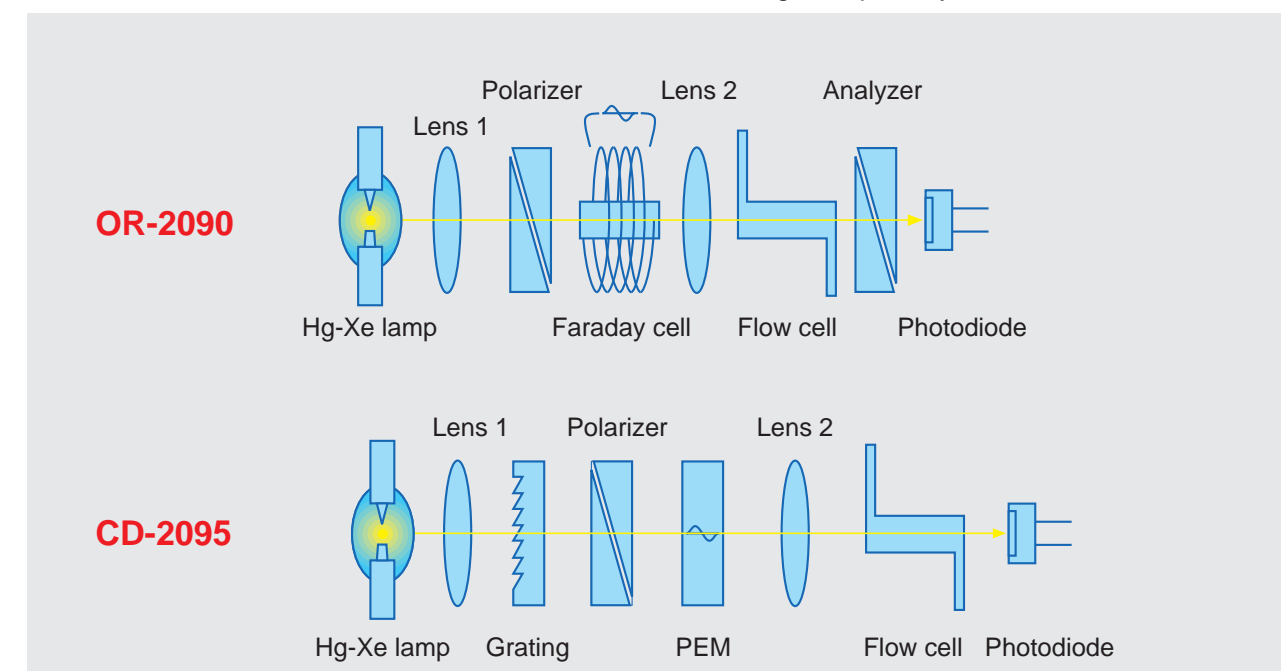 Polarizer Lens 2 Analyzer
Lens 1
OR-2090
Hg-Xe lamp Faraday cell Flow cell Photodiode
Lens 1 Polarizer Lens 2
CD-2095
Hg-Xe lamp Grating PEM Flow cell Photodiode